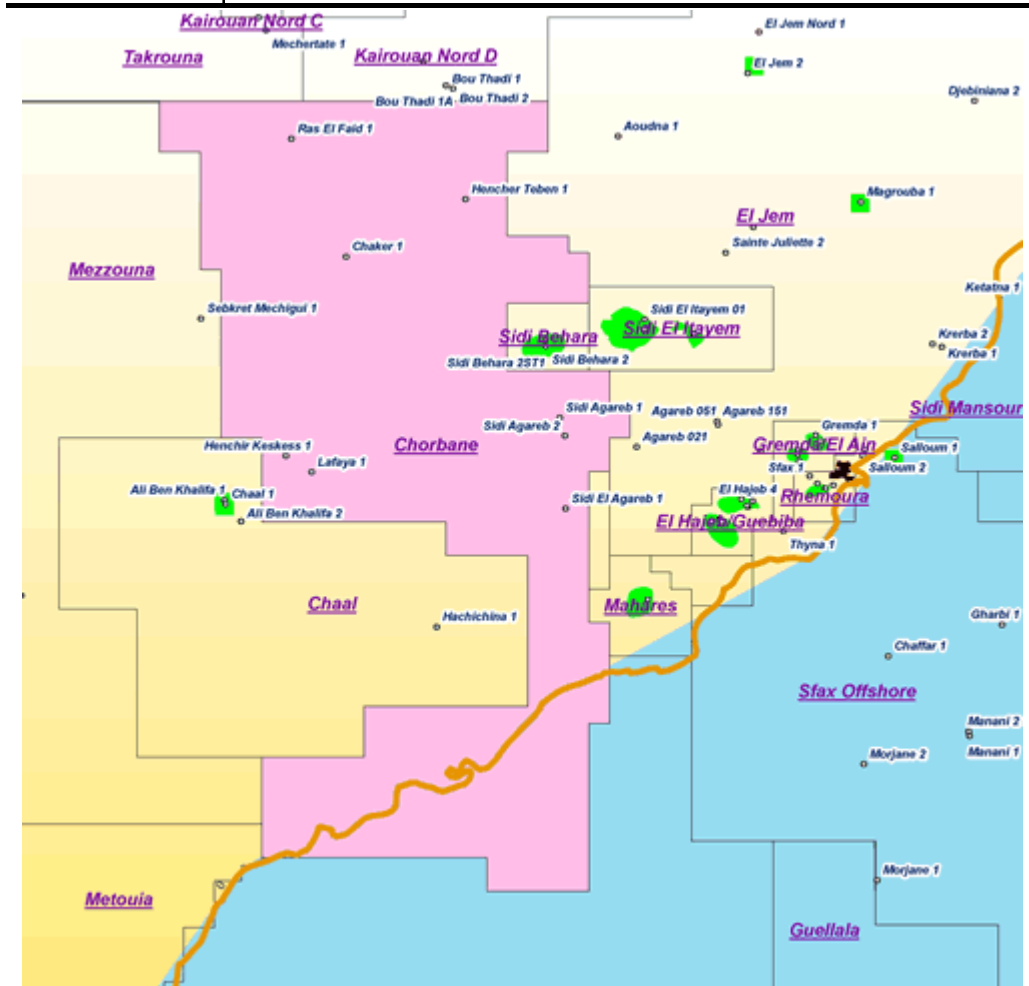 Kairouan Nord C
El Jem Nord 1
Mechertate 1
Takrouna
Kairouan Nord D
El Jem 2
Bou Thadi 1
Djebiniana 2
Bou Thadi 1A
Bou Thadi 2
Ras El Faid 1
Aoudna 1
Hencher Teben 1
Magrouba 1
El Jem
Chaker 1
Sainte Juliette 2
Mezzouna
Ketatna 1
Sebkret Mechigui 1
Sidi El Itayem 01
Sidi Behara
Sidi El Itayem
Krerba 2
Sidi Behara 2ST1
Sidi Behara 2
Krerba 1
Sidi Agareb 1
Agareb 051
Agareb 151
Sidi Mansour
Sidi Agareb 2
Gremda 1
Henchir Keskess 1
Chorbane
Agareb 021
Gremda/El Ain
Salloum 1
Lafaya 1
Sfax 1
Salloum 2
Ali Ben Khalifa 1
Chaal 1
Sidi El Agareb 1
El Hajeb 4
Rhemoura
Ali Ben Khalifa 2
El Hajeb/Guebiba
Thyna 1
Chaal
Mahares
Hachichina 1
Gharbi 1
Chaffar 1
Sfax Offshore
Manani 2
Morjane 2
Manani 1
Morjane 1
Metouia
Guellala